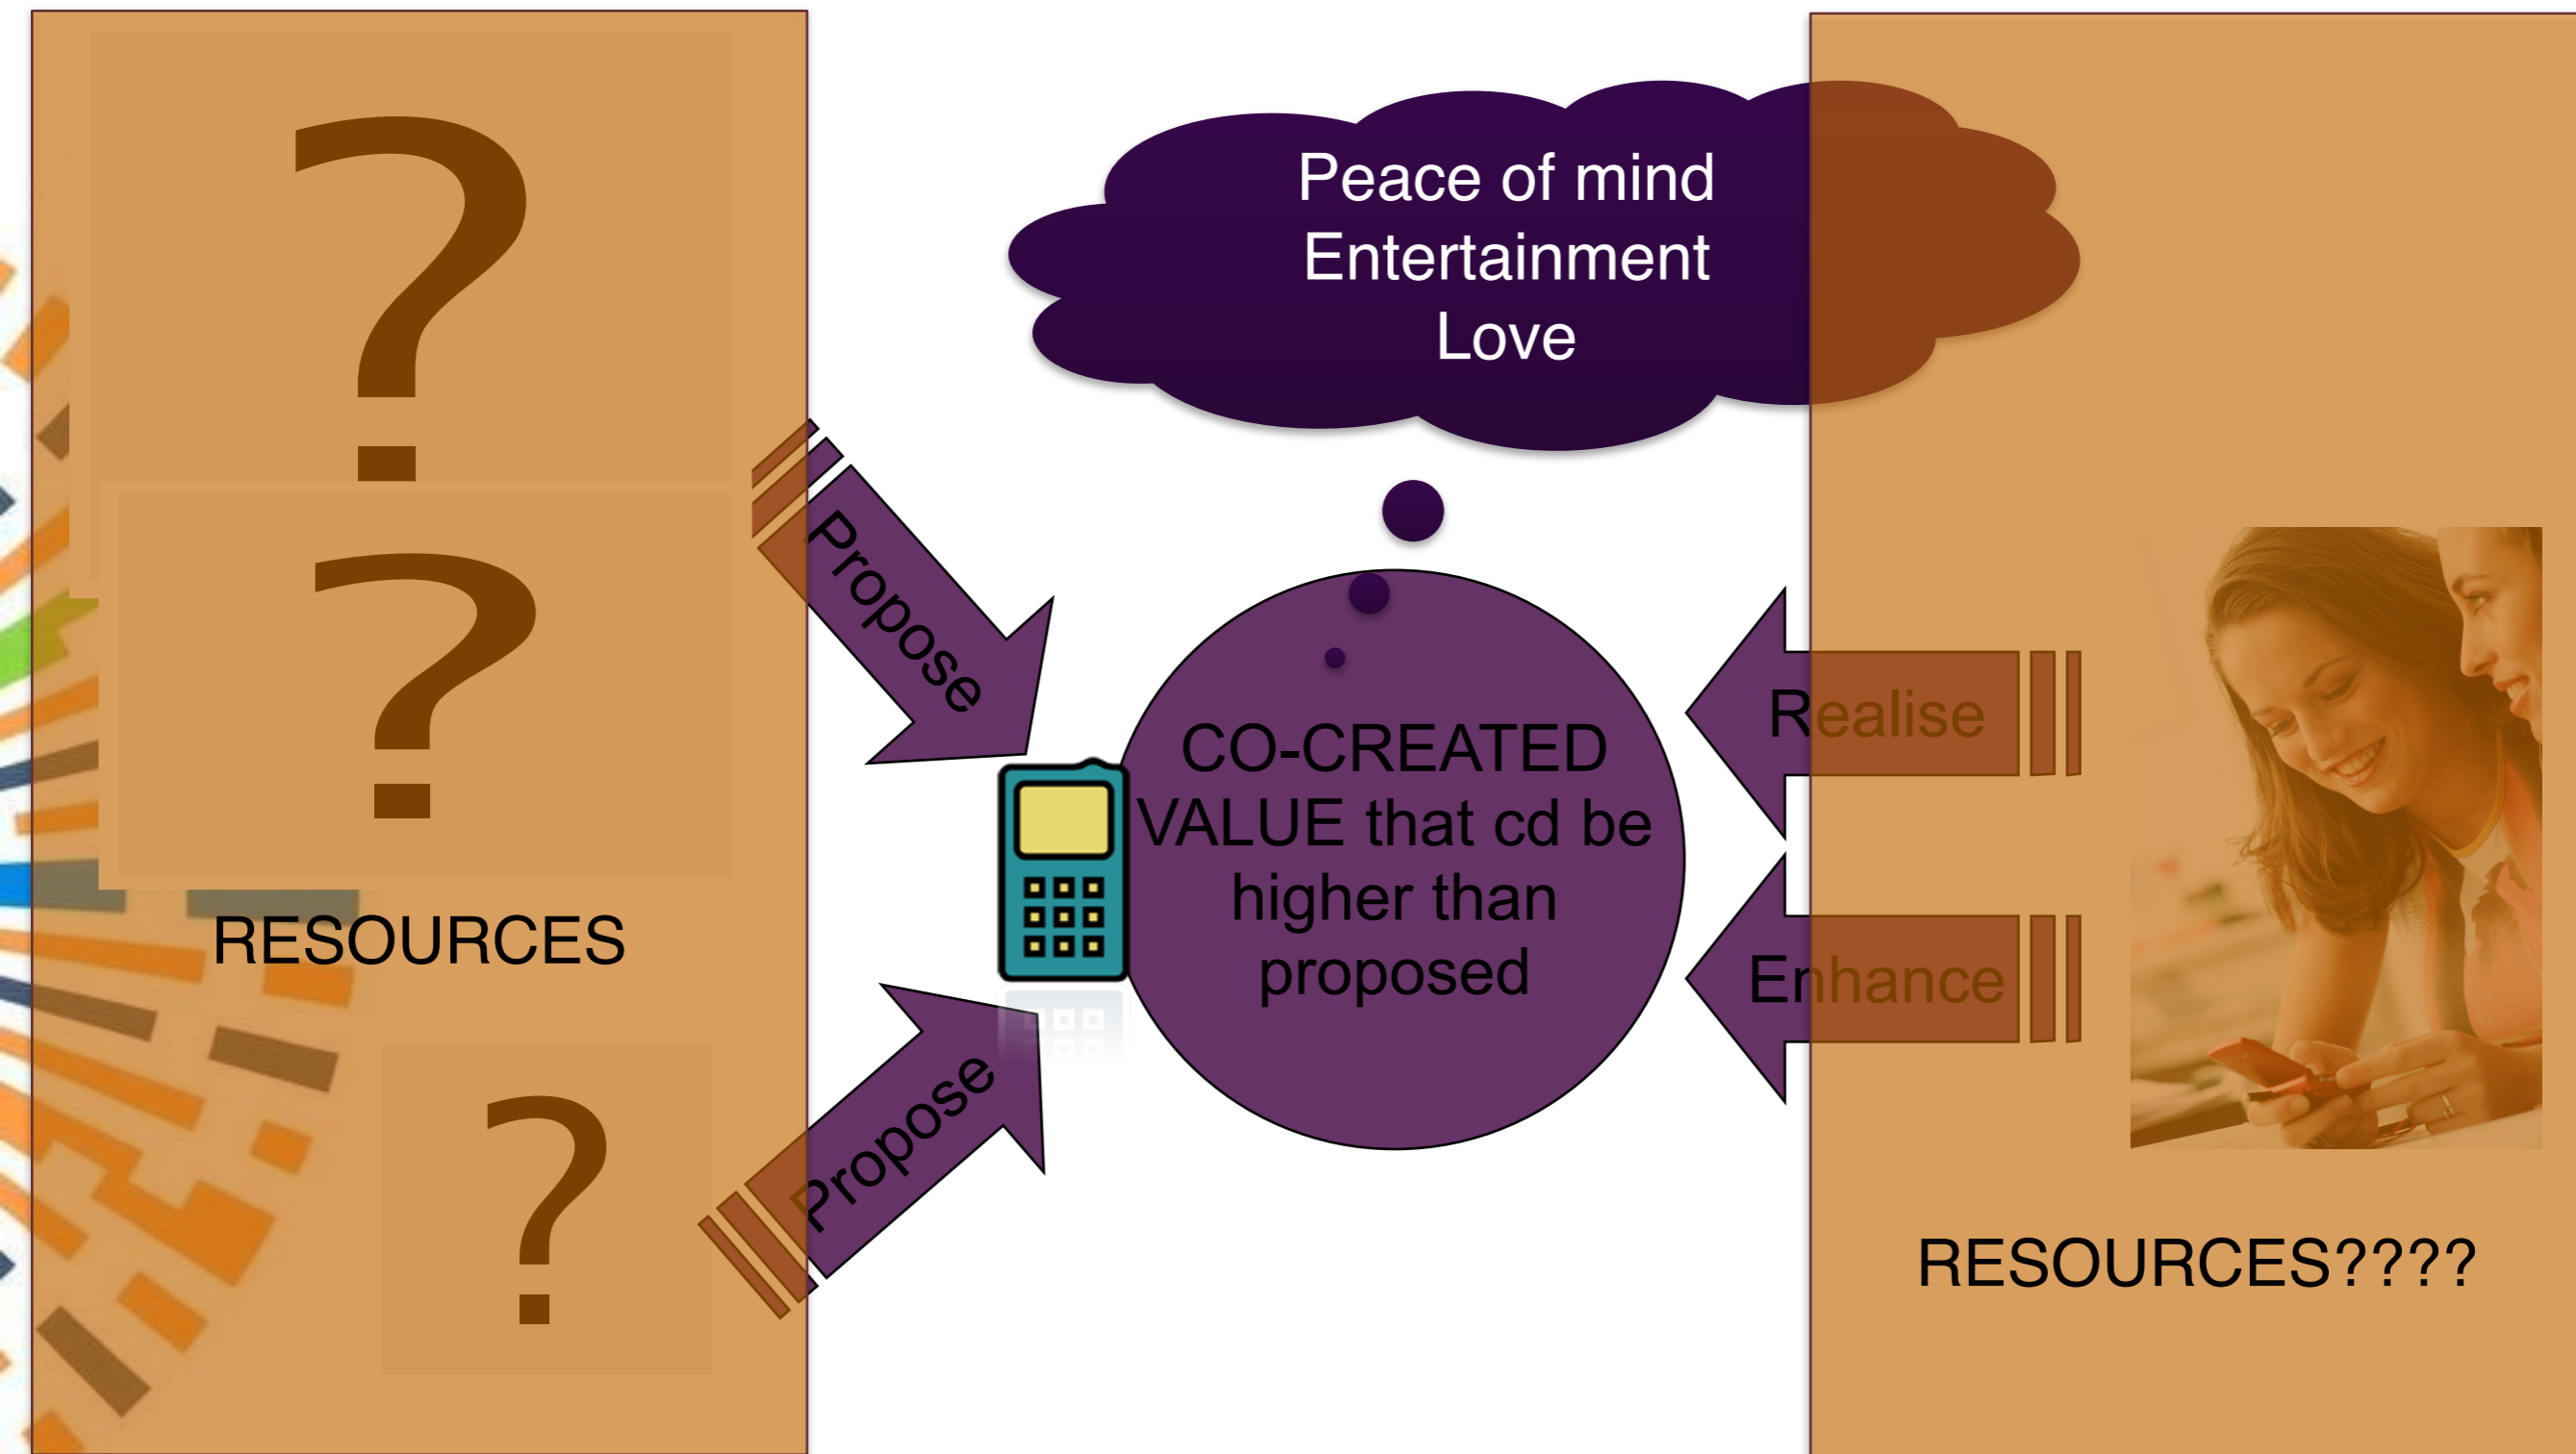 ?
?
RESOURCES
?
Propose
Propose
Peace of mind
Entertainment
Love
CO-CREATED
VALUE that cd be
higher than
proposed
Realise
Enhance
RESOURCES????